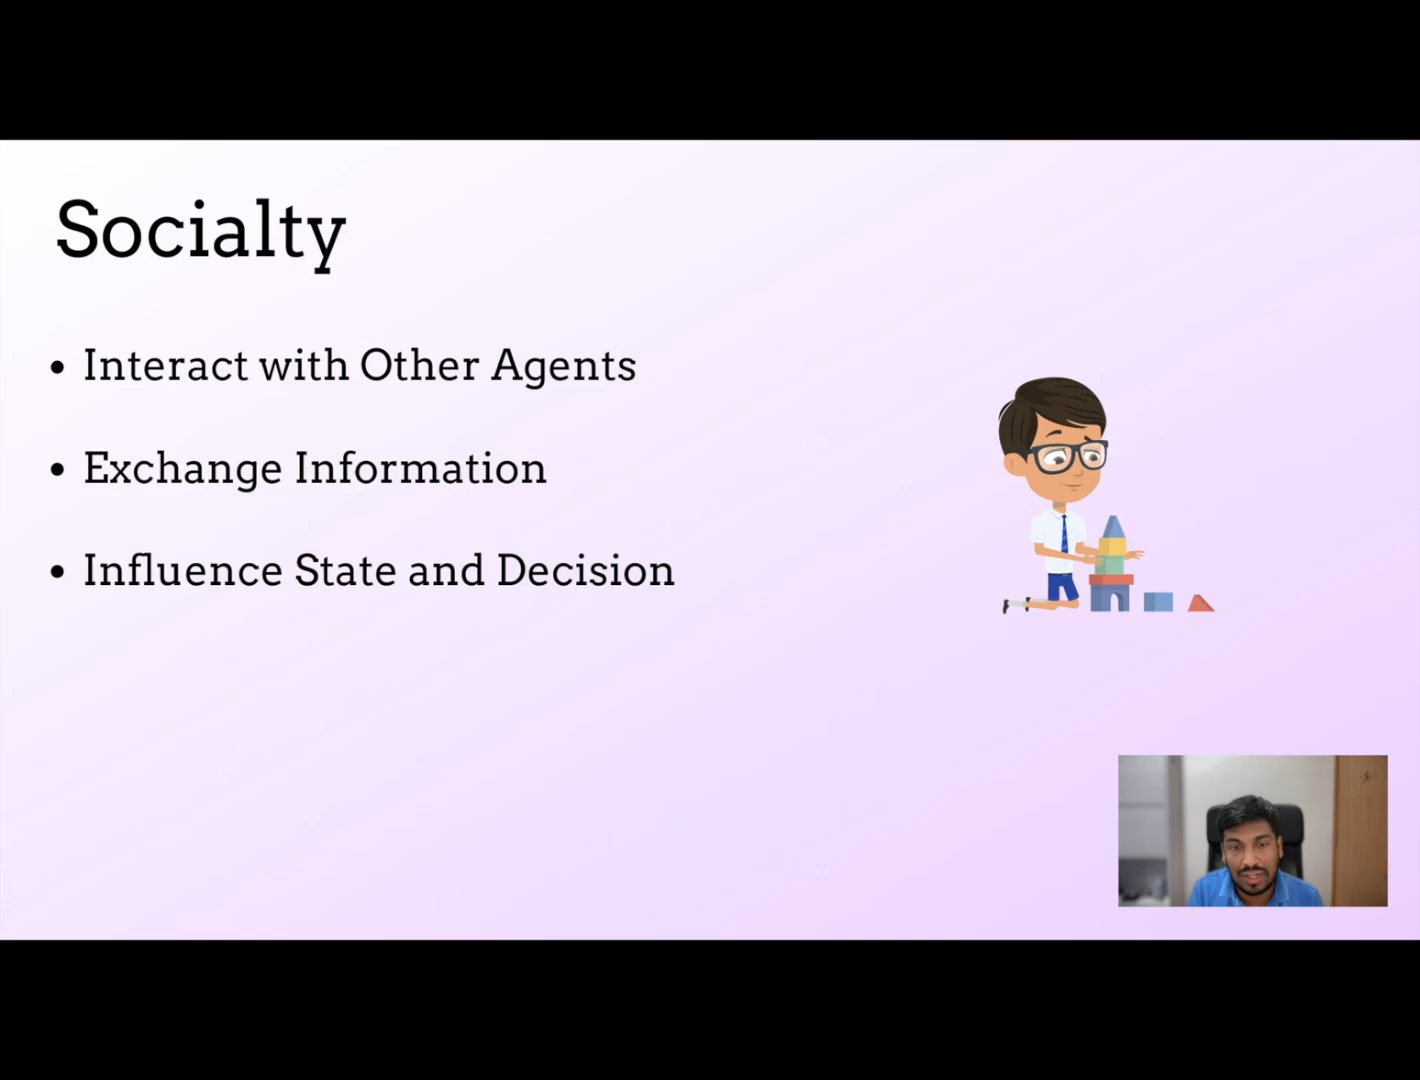 Socialty
• Interact with Other Agents
• Exchange Information
• Influence State and Decision